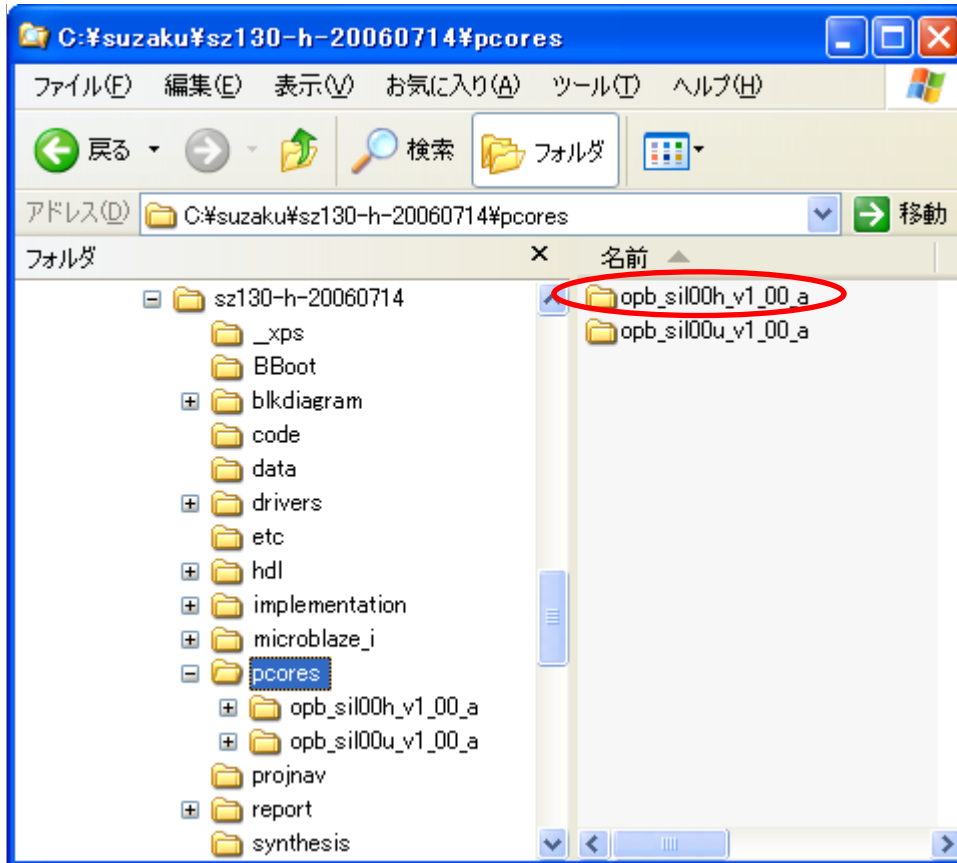 C:¥suzaku¥sz130-h-20060714¥pcores
ファイル(F) 編集(E) 表示(V) お気に入り(A) ツール(T) ヘルプ(H)
戻る 検索 フォルダ
アドレス(D) C:¥suzaku¥sz130-h-20060714¥pcores 移動
フォルダ × 名前
sz130-h-20060714
_xps
BBoot
blkdiagram
code
data
drivers
etc
hdl
implementation
microblaze_i
pcores
opb_sil00h_v1_00_a
opb_sil00u_v1_00_a
projnav
report
synthesis
opb_sil00h_v1_00_a
opb_sil00u_v1_00_a